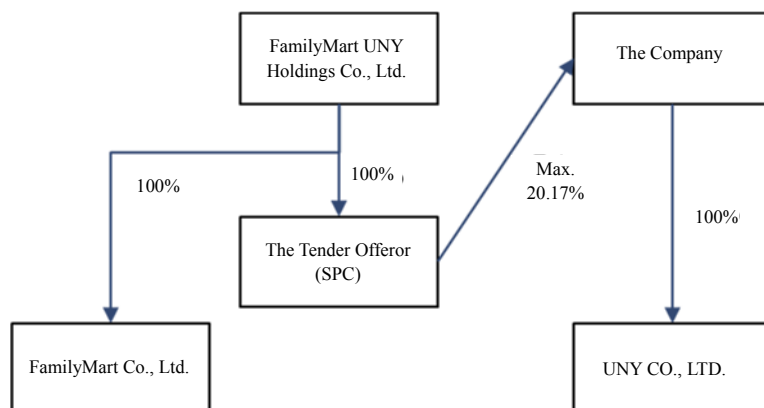 FamilyMart UNY
Holdings Co., Ltd.
The Company
100%
100%
Max.
20.17%
100%
The Tender Offeror
(SPC)
FamilyMart Co., Ltd.
UNY CO., LTD.